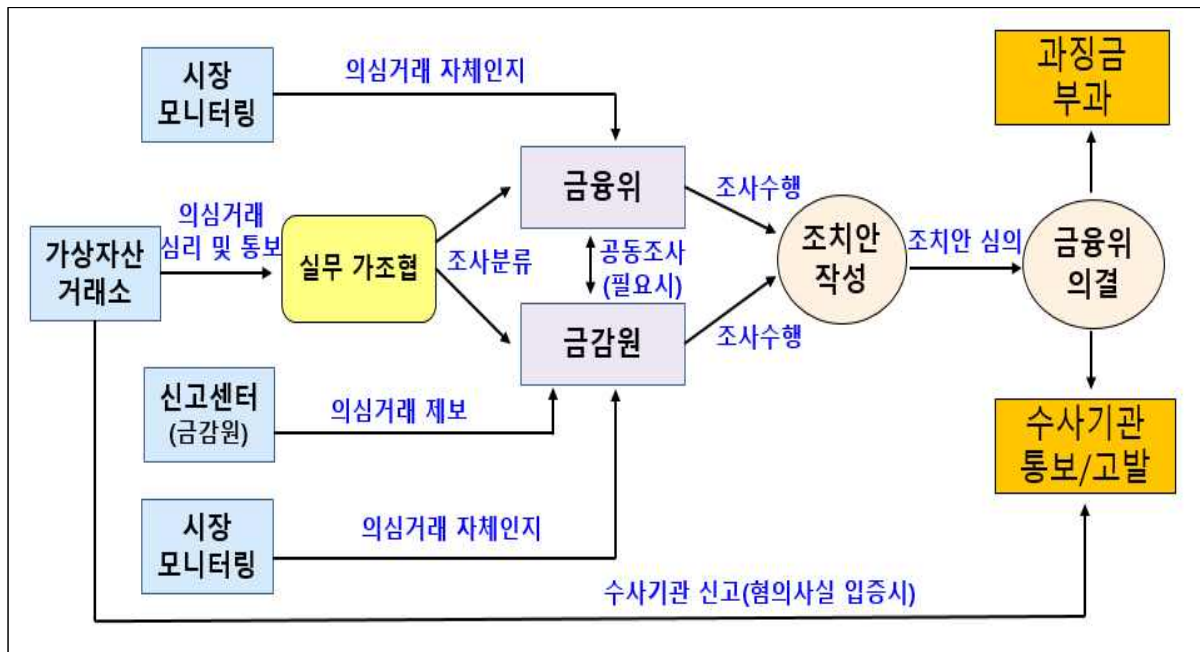 시장
모니터링
의심거래 자체인지
과징금
부과
금융위
조사수행
의심거래
심리 및 통보
가상자산
거래소
실무 가조협
조사분류
공동조사
(필요시)
조치안
작성
조치안 심의
금융위
의결
금감원
조사수행
신고센터
(금감원)
의심거래 제보
수사기관
통보/고발
시장
모니터링
의심거래 자체인지
수사기관 신고(혐의사실 입증시)